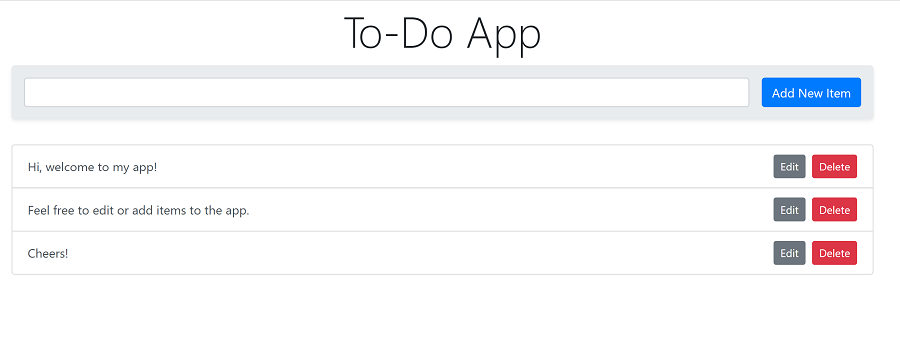 To-Do App
Add New Item
Hi, welcome to my app! Edit Delete
Feel free to edit or add items to the app. Edit Delete
Cheers! Edit Delete